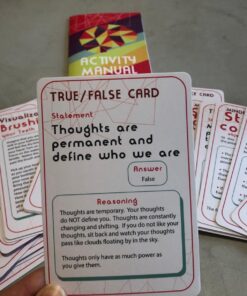 ACTIVITY
MANUAL
Visualiza
Brushi
your Teeth
TRUE/FALSE CARD
Statement
Thoughts are
permanent and
define who we are
Answer
False
Reasoning
Thoughts are temporary. Your thoughts
do NOT define you. Thoughts are constantly
changing and shifting. If you do not like your
thoughts, sit back and watch your thoughts
pass like clouds floating by in the sky.
Thoughts only have as much power as
you give them.